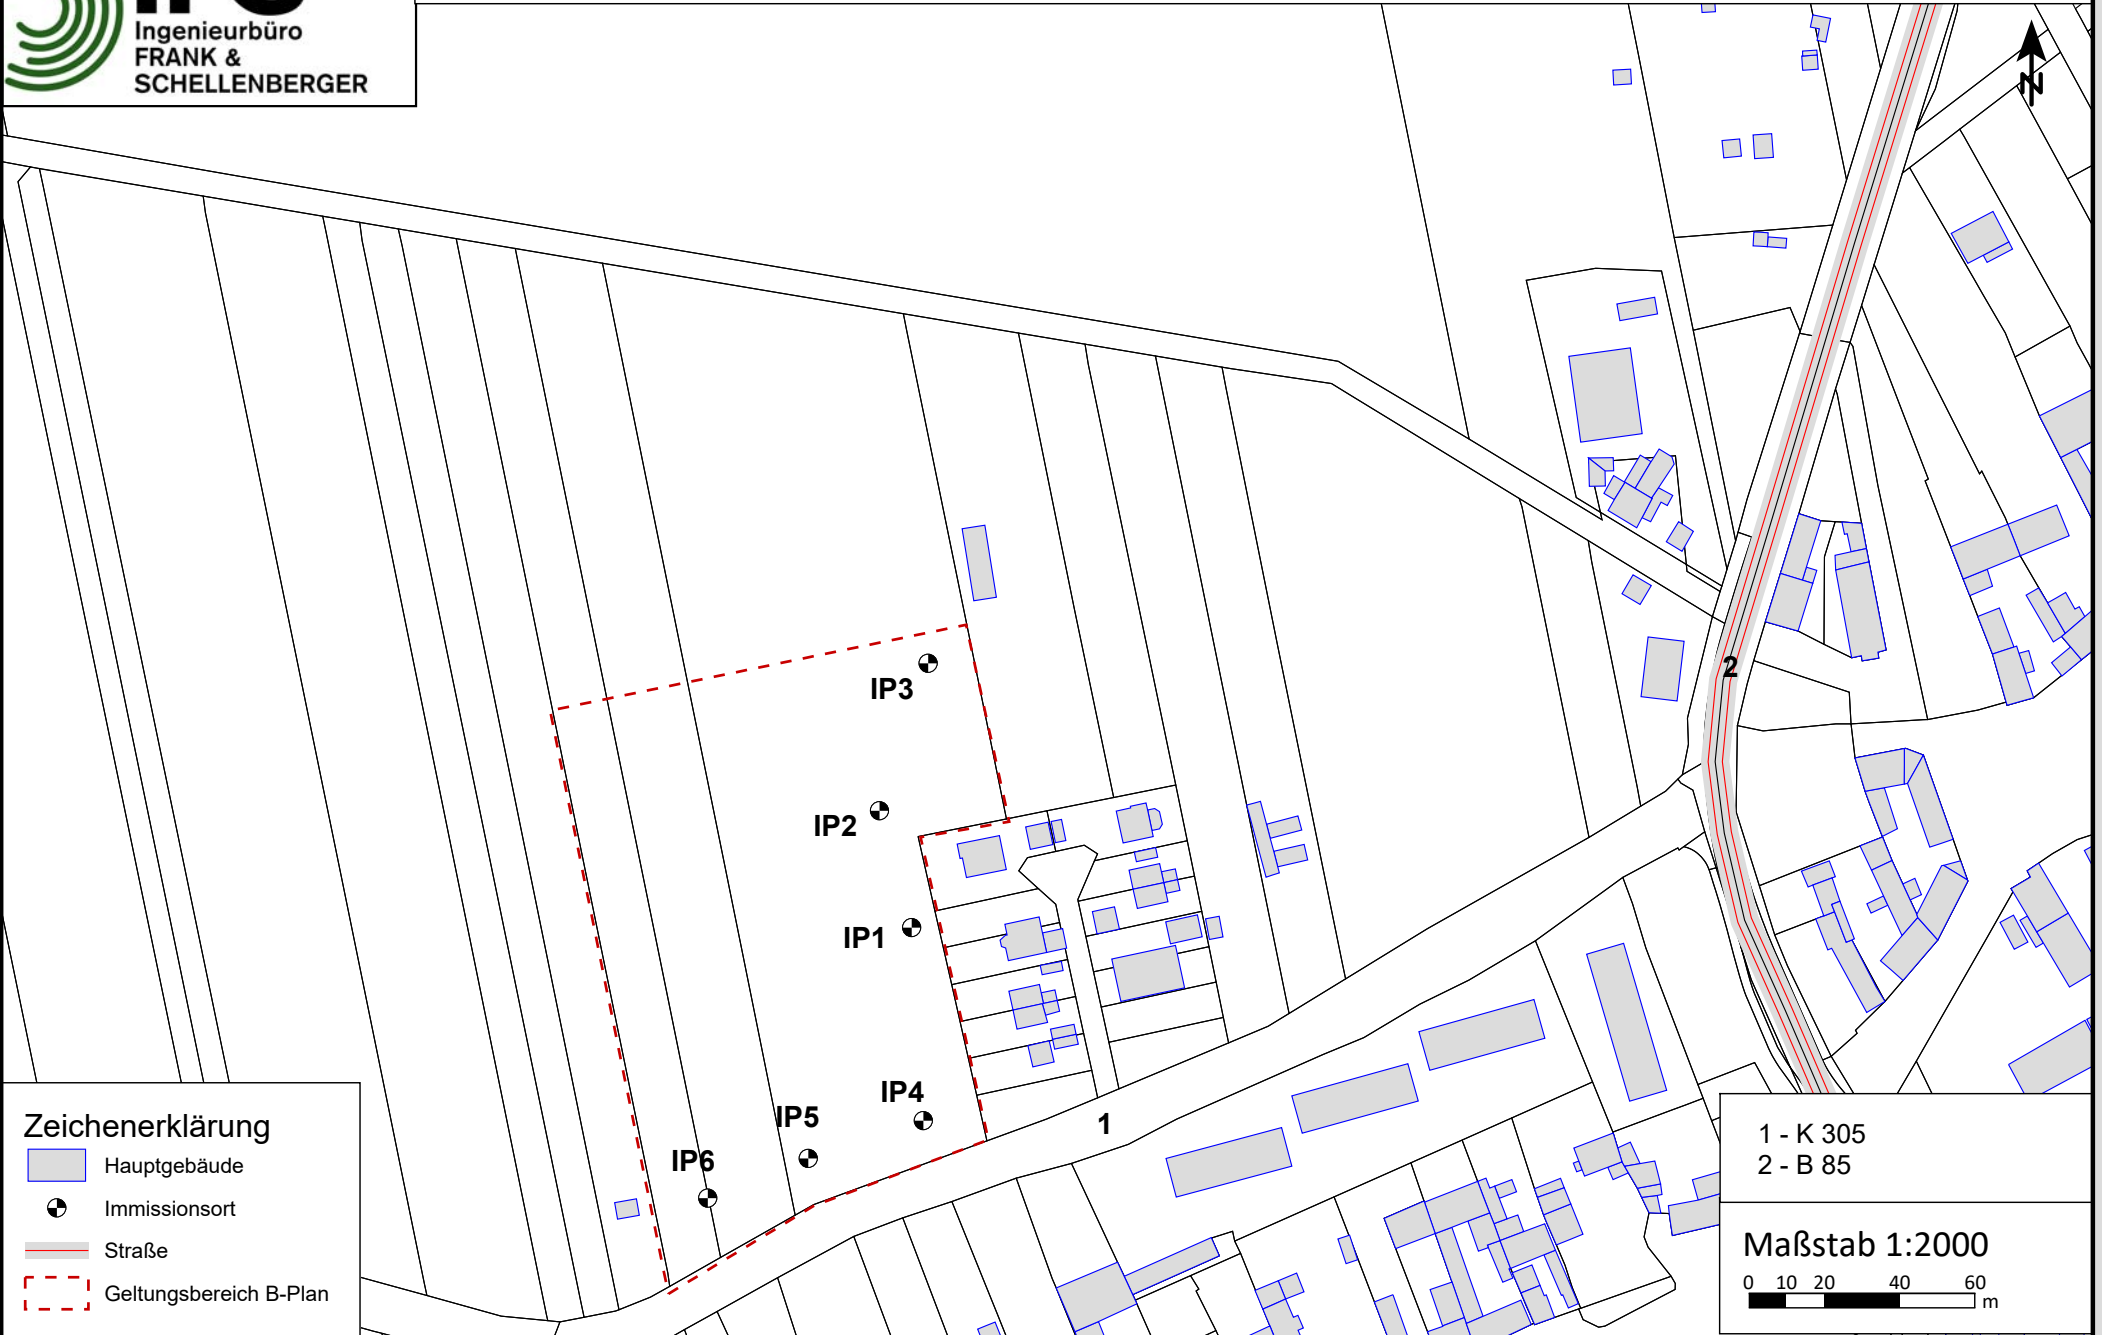 Ingenieurbüro
FRANK &
SCHELLENBERGER
N
2
IP3
IP2
IP1
IP4
IP5
IP6
1
Zeichenerklärung
Hauptgebäude
Immissionsort
Straße
Geltungsbereich B-Plan
1 - K 305
2 - B 85
Maßstab 1:2000
0 10 20 40 60
m